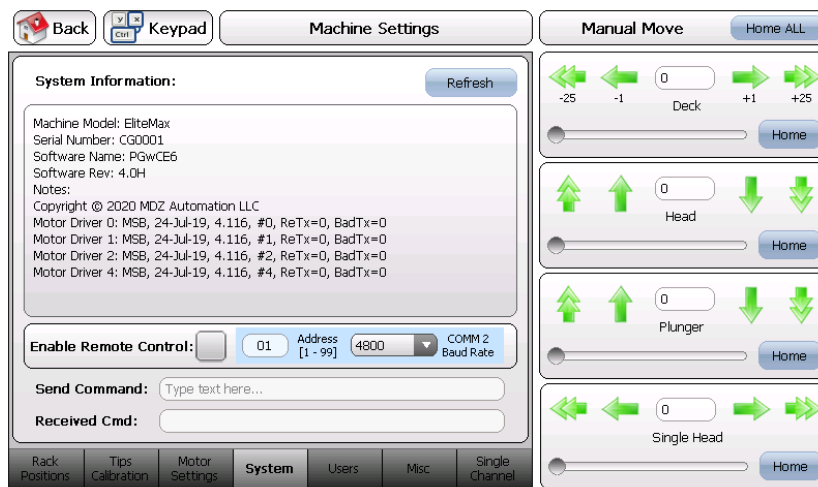 Back
Y X Ctrl Keypad
Machine Settings
System Information:
Refresh
Machine Model: EliteMax
Serial Number: CG0001
Software Name: PGwCE6
Software Rev: 4.0H
Notes:
Copyright © 2020 MDZ Automation LLC
Motor Driver 0: MSB, 24-Jul-19, 4.116, #0, ReTx=0, BadTx=0
Motor Driver 1: MSB, 24-Jul-19, 4.116, #1, ReTx=0, BadTx=0
Motor Driver 2: MSB, 24-Jul-19, 4.116, #2, ReTx=0, BadTx=0
Motor Driver 4: MSB, 24-Jul-19, 4.116, #4, ReTx=0, BadTx=0
Enable Remote Control:
01
Address
[1 - 99]
4800
COMM 2
Baud Rate
Send Command: Type text here...
Received Cmd:
Rack
Positions
Tips
Calibration
Motor
Settings
System
Users
Misc
Single
Channel
Manual Move
Home ALL
0
-25 -1 Deck +1 +25
Home
0
Head
Home
0
Plunger
Home
0
Single Head
Home